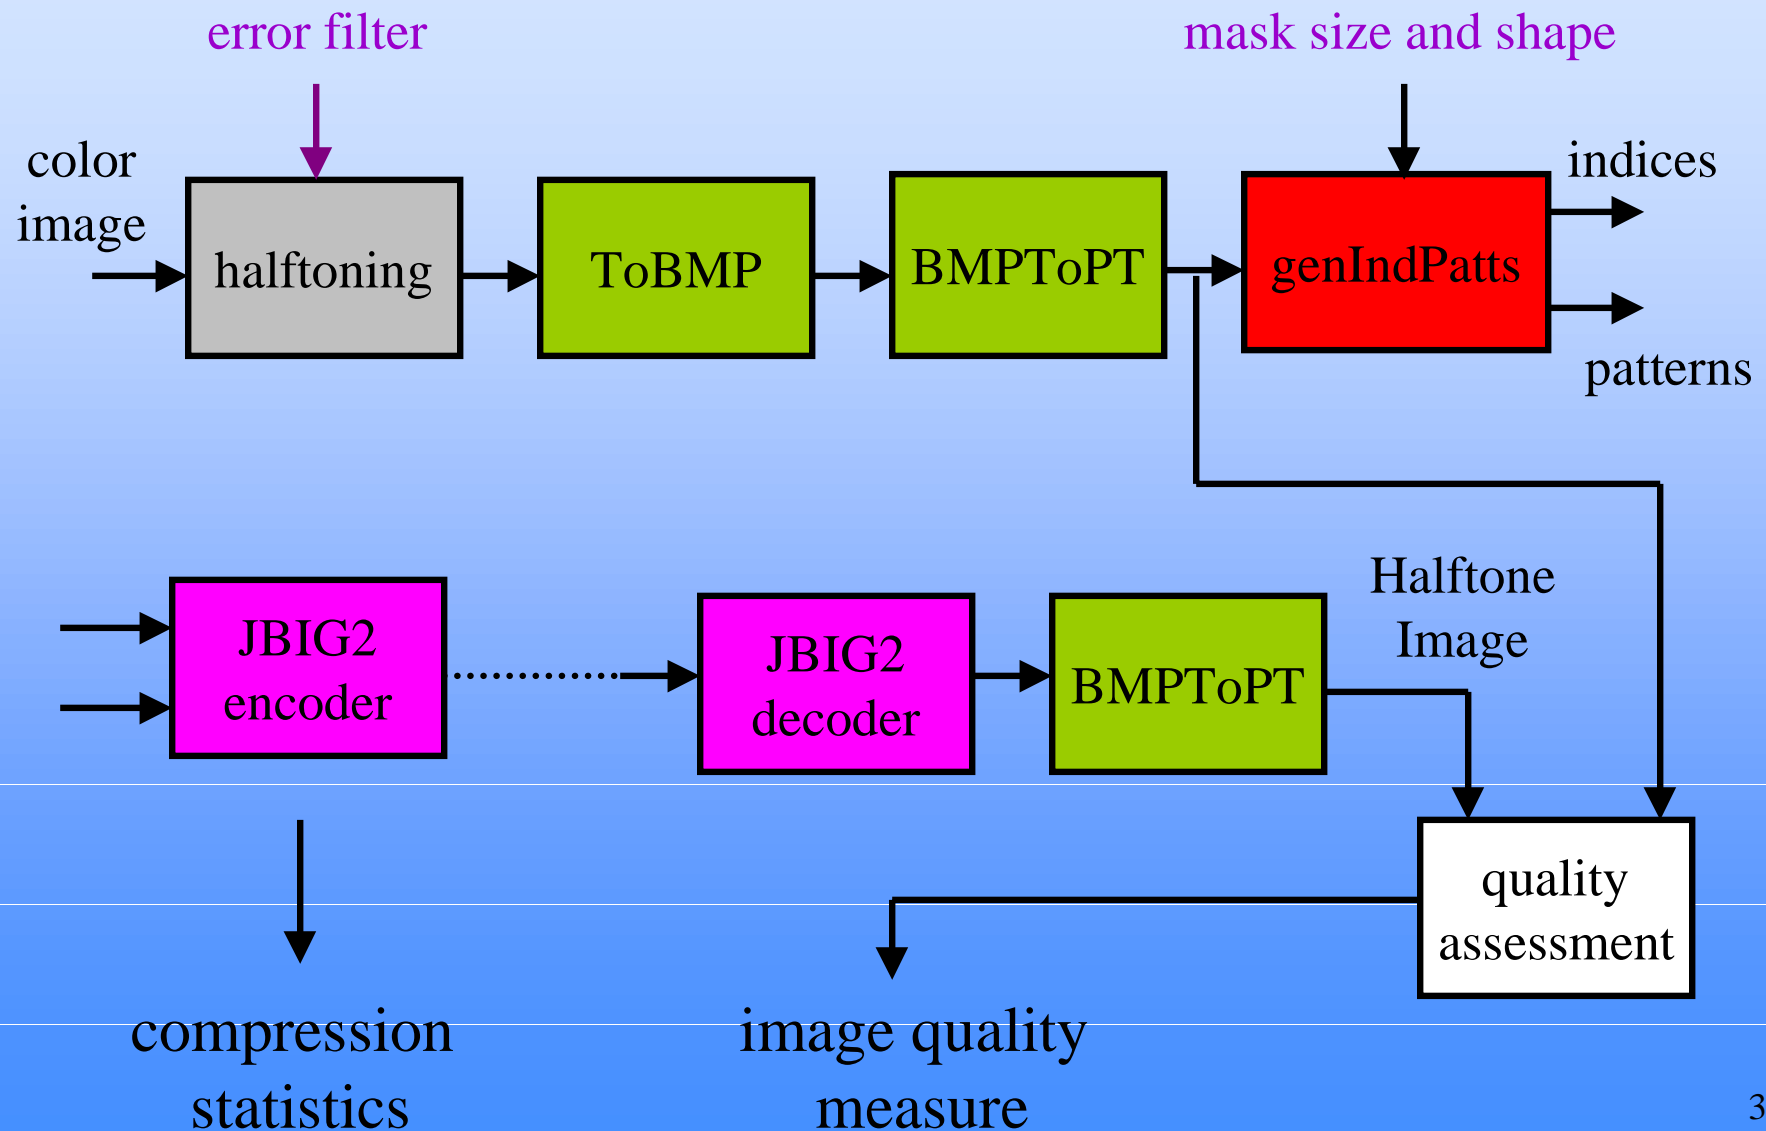 error filter
mask size and shape
color
image
indices
halftoning
ToBMP
BMPToPT
genIndPatts
patterns
Halftone
Image
JBIG2
encoder
JBIG2
decoder
BMPToPT
quality
assessment
compression
statistics
image quality
measure
3